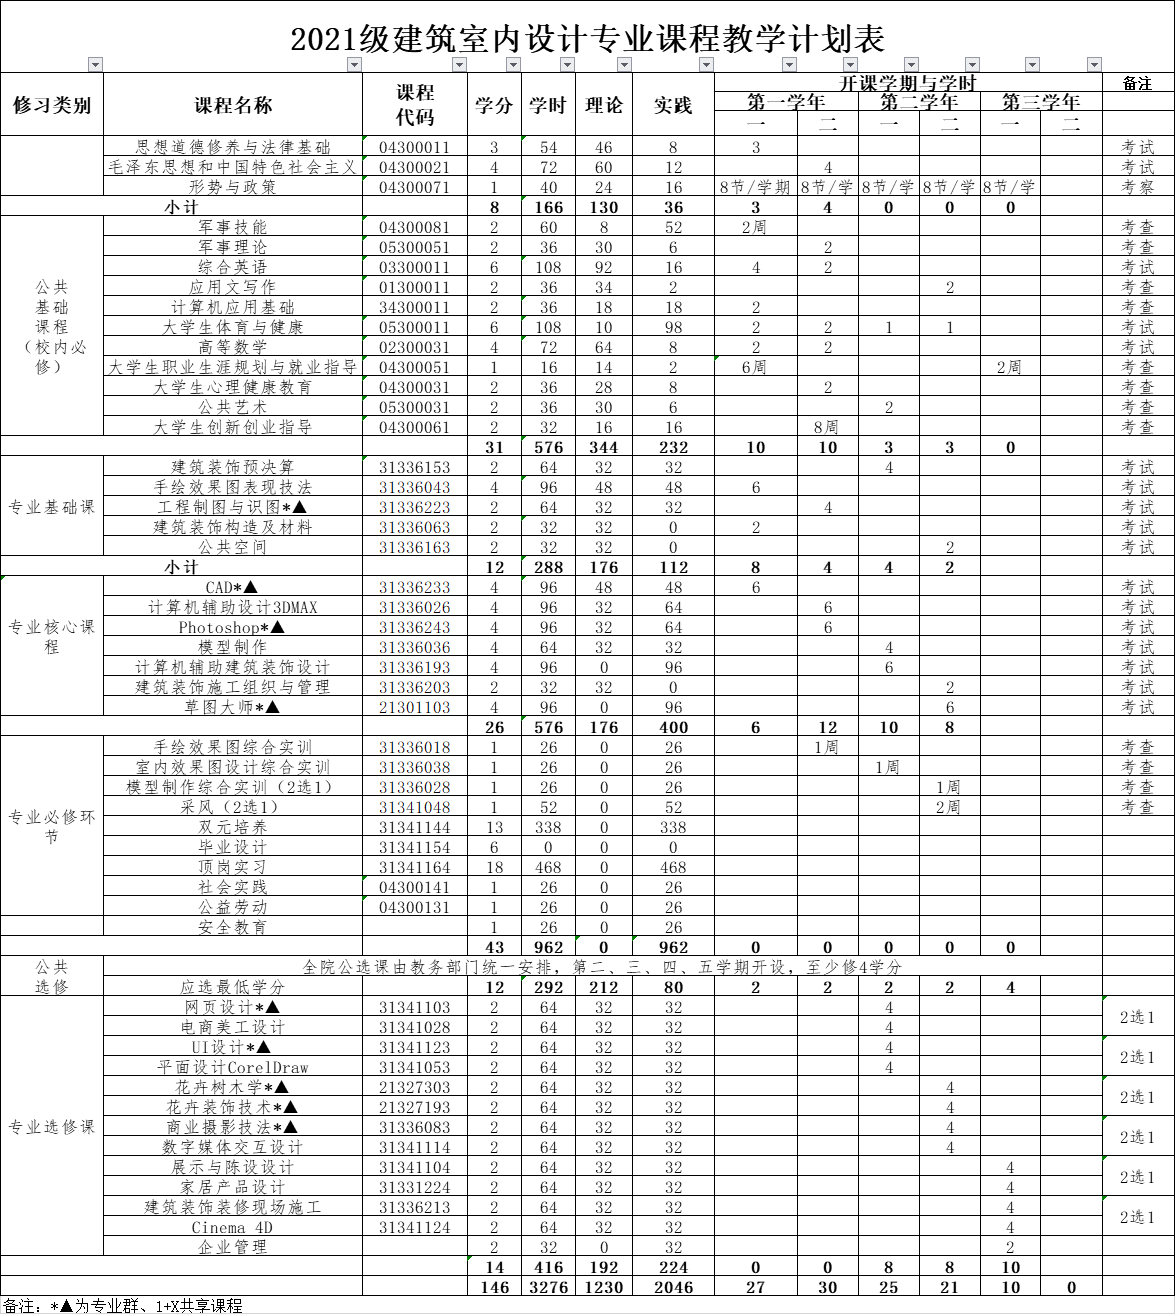 2021级建筑室内设计专业课程教学计划表
修习类别 课程名称 课程代码 学分 学时 理论 实践 开课学期与学时 备注
第一学年 第二学年 第三学年
一 二 一 二 一 二
思想道德修养与法律基础 04300011 3 54 46 8 3 考试
毛泽东思想和中国特色社会主义 04300021 4 72 60 12 4 考试
形势与政策 04300071 1 40 24 16 8节/学期 8节/学 8节/学 8节/学 8节/学 考察
小计 8 166 130 36 3 4 0 0 0
公共基础课程（校内必修）
军事技能 04300081 2 60 8 52 2周 考查
军事理论 05300051 2 36 30 6 2 考查
综合英语 03300011 6 108 92 16 4 2 考试
应用文写作 01300011 2 36 34 2 2 考查
计算机应用基础 34300011 2 36 18 18 2 考查
大学生体育与健康 05300011 6 108 10 98 2 2 1 1 考试
高等数学 02300031 4 72 64 8 2 2 考试
大学生职业生涯规划与就业指导 04300051 1 16 14 2 6周 2周 考查
大学生心理健康教育 04300031 2 36 28 8 2 考查
公共艺术 05300031 2 36 30 6 2 考查
大学生创新创业指导 04300061 2 32 16 16 8周 考查
31 576 344 232 10 10 3 3 0
专业基础课
建筑装饰预决算 31336153 2 64 32 32 4 考试
手绘效果图表现技法 31336043 4 96 48 48 6 考试
工程制图与识图*▲ 31336223 2 64 32 32 4 考试
建筑装饰构造及材料 31336063 2 32 32 0 2 考试
公共空间 31336163 2 32 32 0 2 考试
小计 12 288 176 112 8 4 4 2
专业核心课程
CAD*▲ 31336233 4 96 48 48 6 考试
计算机辅助设计3DMAX 31336026 4 96 32 64 6 考试
Photoshop*▲ 31336243 4 96 32 64 6 考试
模型制作 31336036 4 64 32 32 4 考试
计算机辅助建筑装饰设计 31336193 4 96 0 96 6 考试
建筑装饰施工组织与管理 31336203 2 32 32 0 2 考试
草图大师*▲ 21301103 4 96 0 96 6 考试
26 576 176 400 6 12 10 8
专业必修环节
手绘效果图综合实训 31336018 1 26 0 26 1周 考查
室内效果图设计综合实训 31336038 1 26 0 26 1周 考查
模型制作综合实训（2选1） 31336028 1 26 0 26 1周 考查
采风（2选1） 31341048 1 52 0 52 2周 考查
双元培养 31341144 13 338 0 338
毕业设计 31341154 6 0 0 0
顶岗实习 31341164 18 468 0 468
社会实践 04300141 1 26 0 26
公益劳动 04300131 1 26 0 26
安全教育 1 26 0 26
43 962 0 962 0 0 0 0 0
公共选修
全院公选课由教务部门统一安排，第二、三、四、五学期开设，至少修4学分
应选最低学分 12 292 212 80 2 2 2 2 4
专业选修课
网页设计*▲ 31341103 2 64 32 32 4 2选1
电商美工设计 31341028 2 64 32 32 4
UI设计*▲ 31341123 2 64 32 32 4 2选1
平面设计CorelDraw 31341053 2 64 32 32 4
花卉树木学*▲ 21327303 2 64 32 32 4 2选1
花卉装饰技术*▲ 21327193 2 64 32 32 4
商业摄影技法*▲ 31336083 2 64 32 32 4 2选1
数字媒体交互设计 31341114 2 64 32 32 4
展示与陈设设计 31341104 2 64 32 32 4 2选1
家居产品设计 31331224 2 64 32 32 4
建筑装饰装修现场施工 31336213 2 64 32 32 4 2选1
Cinema 4D 31341124 2 64 32 32 4
企业管理 2 32 0 32 2
14 416 192 224 0 0 8 8 10
146 3276 1230 2046 27 30 25 21 10 0
备注：*▲为专业群、1+X共享课程